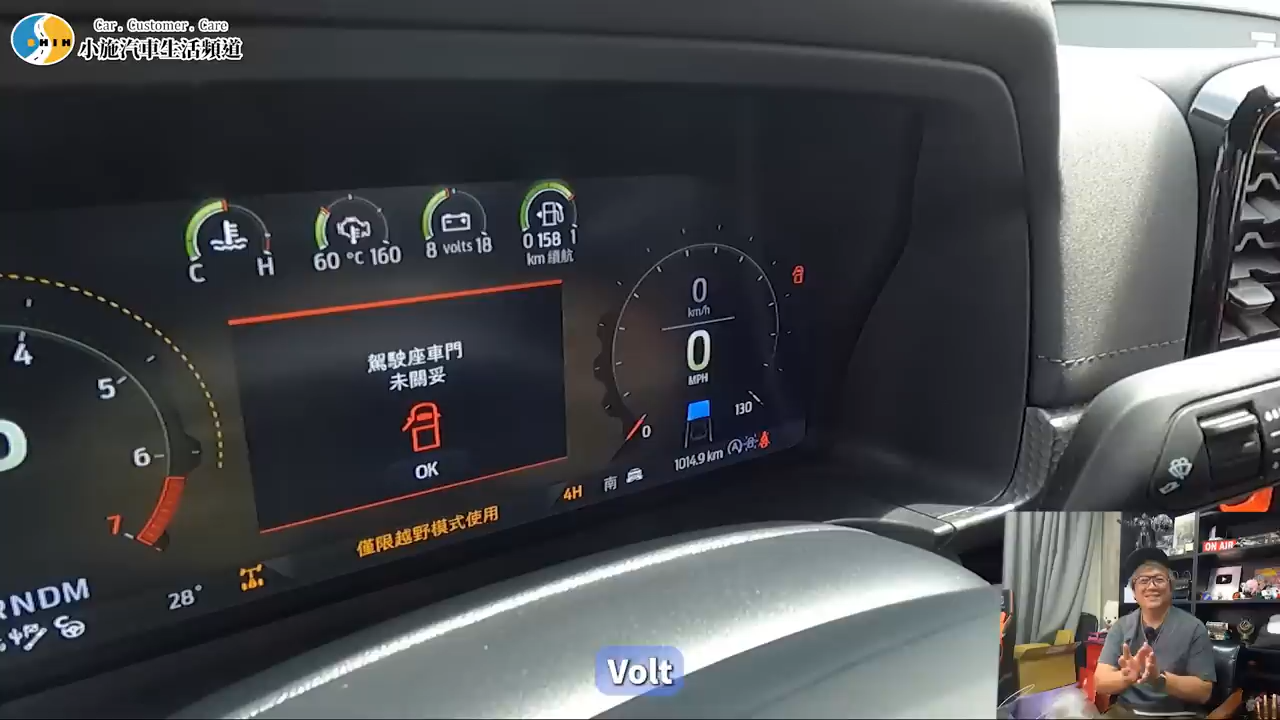 Car. Customer. Care
SHIH
小施汽車生活頻道
C H
60 °C 160
8 volts 18
0 158 1
km 續航
0
km/h
0
MPH
0 130
1014.9 km
4
5
6
7
駕駛座車門
未關妥
OK
4H 南
僅限越野模式使用
28°
RNDM
ON AIR
Volt